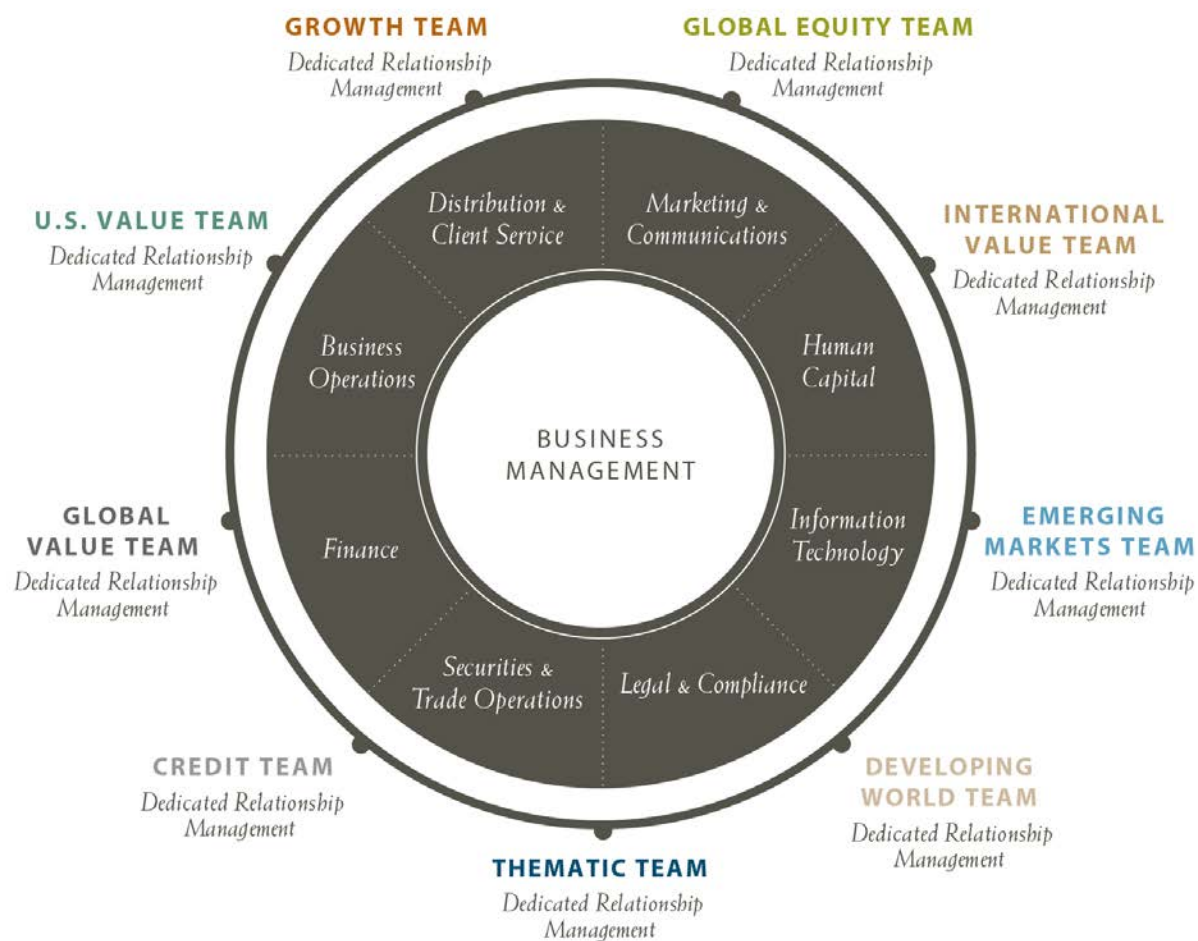 GROWTH TEAM
Dedicated Relationship
Management
GLOBAL EQUITY TEAM
Dedicated Relationship
Management
U.S. VALUE TEAM
Dedicated Relationship
Management
INTERNATIONAL
VALUE TEAM
Dedicated Relationship
Management
Distribution &
Client Service
Marketing &
Communications
Business
Operations
Human
Capital
BUSINESS
MANAGEMENT
GLOBAL
VALUE TEAM
Dedicated Relationship
Management
Finance
Information
Technology
EMERGING
MARKETS TEAM
Dedicated Relationship
Management
Securities &
Trade Operations
Legal & Compliance
CREDIT TEAM
Dedicated Relationship
Management
DEVELOPING
WORLD TEAM
Dedicated Relationship
Management
THEMATIC TEAM
Dedicated Relationship
Management